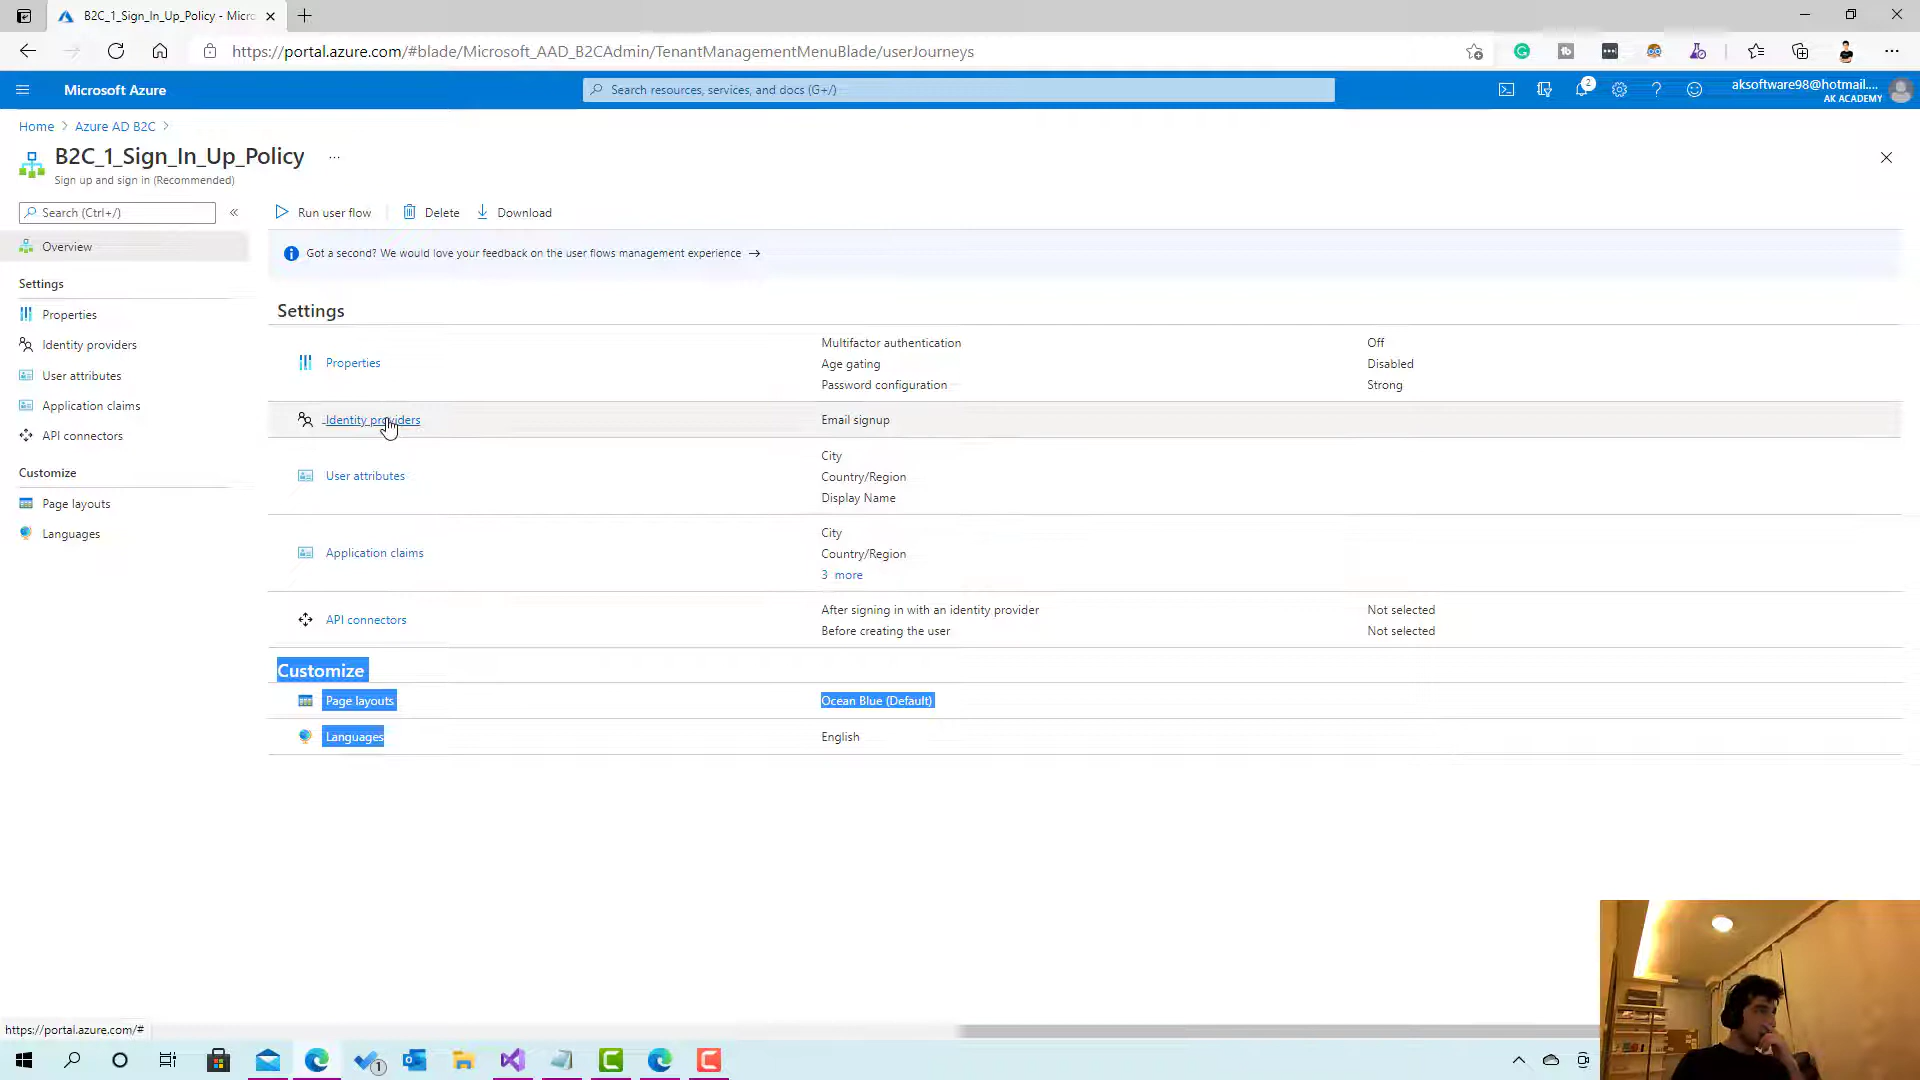 B2C_1_Sign_In_Up_Policy - Micro
https://portal.azure.com/#blade/Microsoft_AAD_B2CAdmin/TenantManagementMenuBlade/userJourneys
Microsoft Azure
Search resources, services, and docs (G+/)
2
aksoftware98@hotmail....
AK ACADEMY
Home > Azure AD B2C >
B2C_1_Sign_In_Up_Policy ...
Sign up and sign in (Recommended)
Search (Ctrl+/)
«
Run user flow
Delete
Download
Overview
Got a second? We would love your feedback on the user flows management experience →
Settings
Properties
Identity providers
User attributes
Application claims
API connectors
Customize
Page layouts
Languages
Settings
Properties
Multifactor authentication
Off
Age gating
Disabled
Password configuration
Strong
Identity providers
Email signup
User attributes
City
Country/Region
Display Name
Application claims
City
Country/Region
3 more
API connectors
After signing in with an identity provider
Not selected
Before creating the user
Not selected
Customize
Page layouts
Ocean Blue (Default)
Languages
English
https://portal.azure.com/#
1